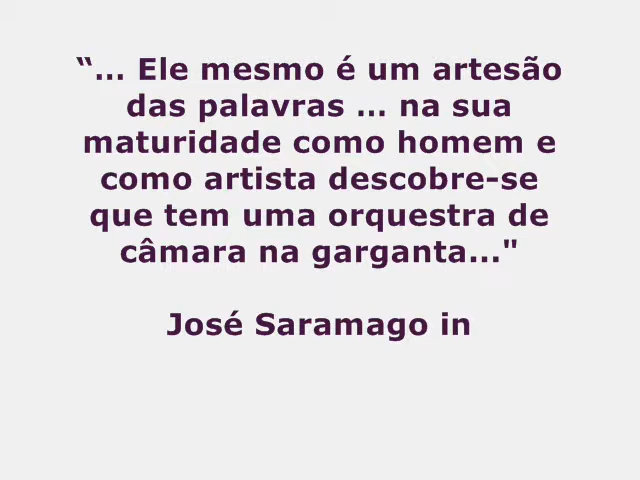 “... Ele mesmo é um artesão
das palavras ... na sua
maturidade como homem e
como artista descobre-se
que tem uma orquestra de
câmara na garganta..."
José Saramago in